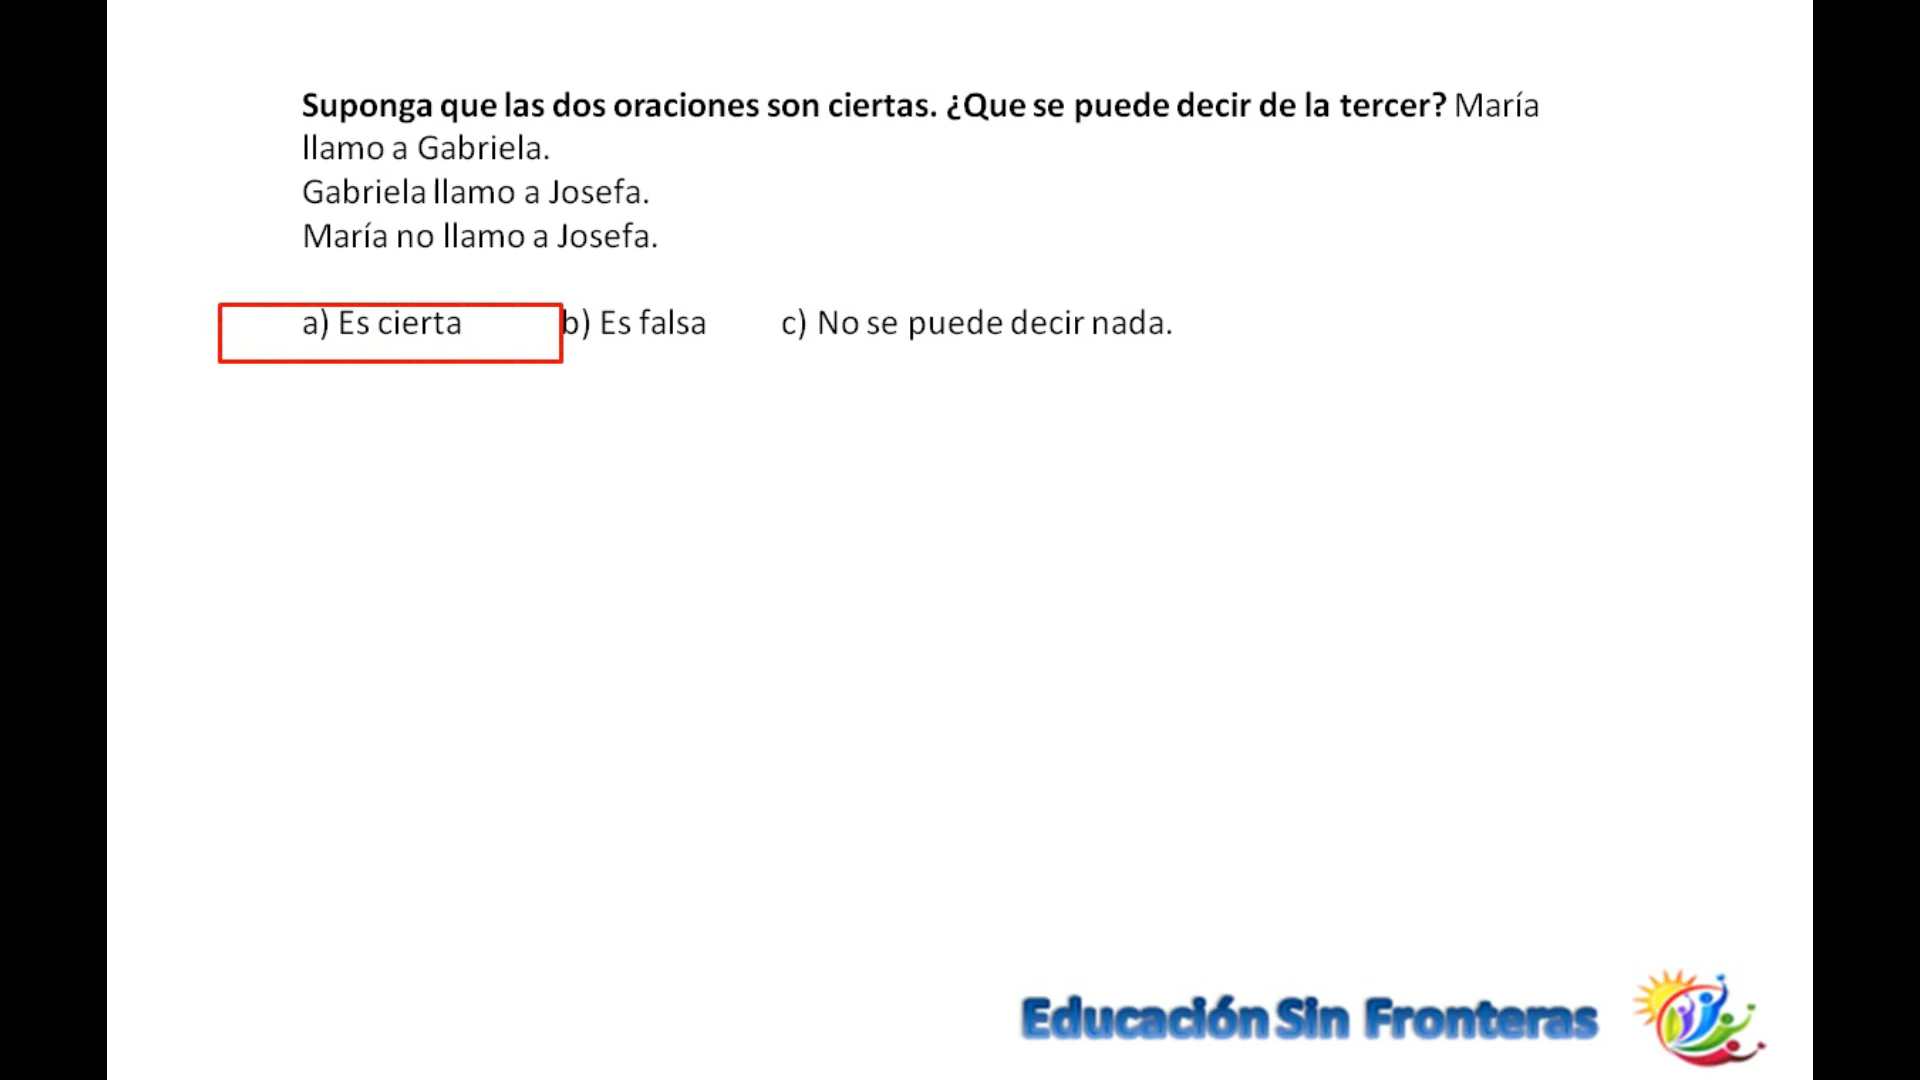 Suponga que las dos oraciones son ciertas. ¿Que se puede decir de la tercer? María
llamo a Gabriela.
Gabriela llamo a Josefa.
María no llamo a Josefa.
a) Es cierta b) Es falsa c) No se puede decir nada.
Educación Sin Fronteras